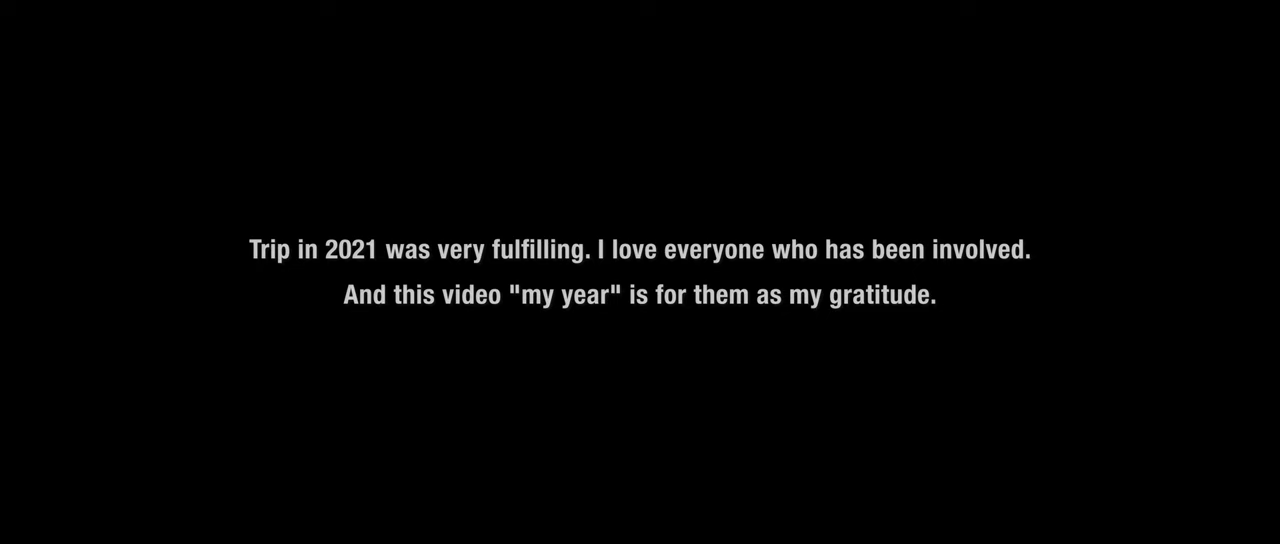 Trip in 2021 was very fulfilling. I love everyone who has been involved.
And this video "my year" is for them as my gratitude.